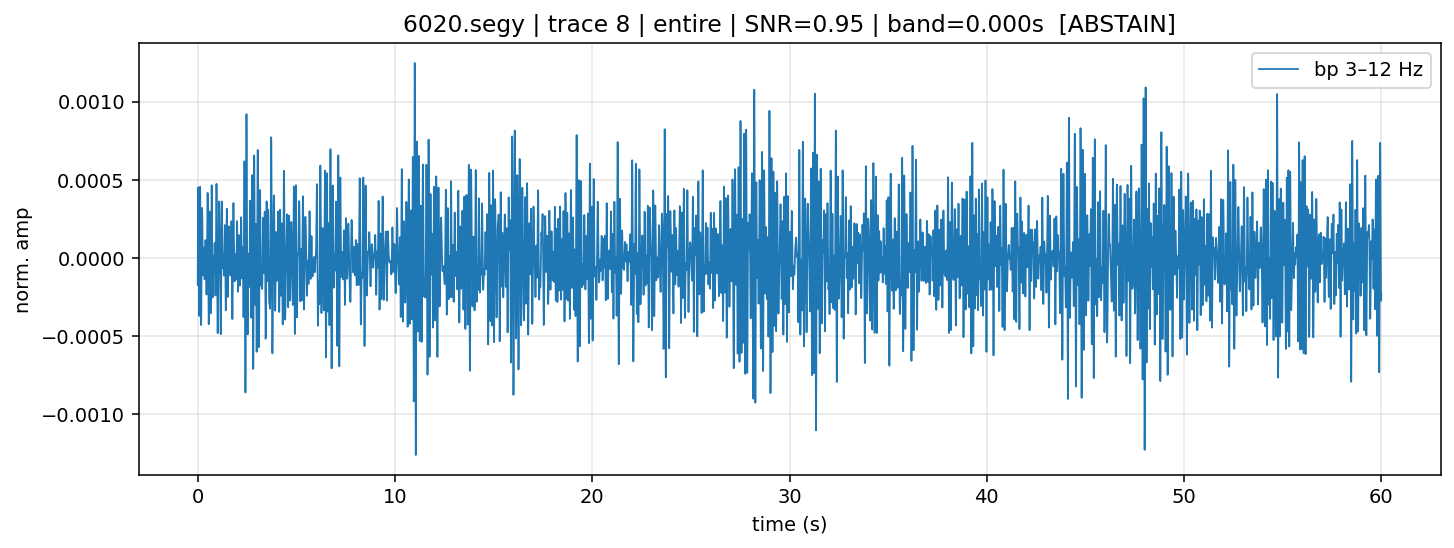 6020.segy | trace 8 | entire | SNR=0.95 | band=0.000s  [ABSTAIN]
bp 3–12 Hz
0.0010
0.0005
0.0000
−0.0005
−0.0010
norm. amp
0 10 20 30 40 50 60
time (s)